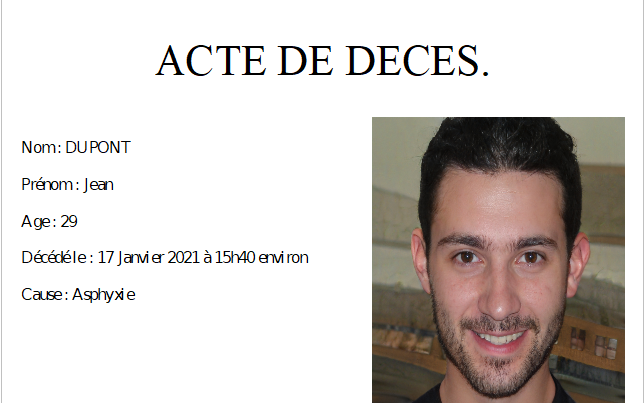 ACTE DE DECES.
Nom : DUPONT
Prénom : Jean
Age : 29
Décédé le : 17 Janvier 2021 à 15h40 environ
Cause : Asphyxie